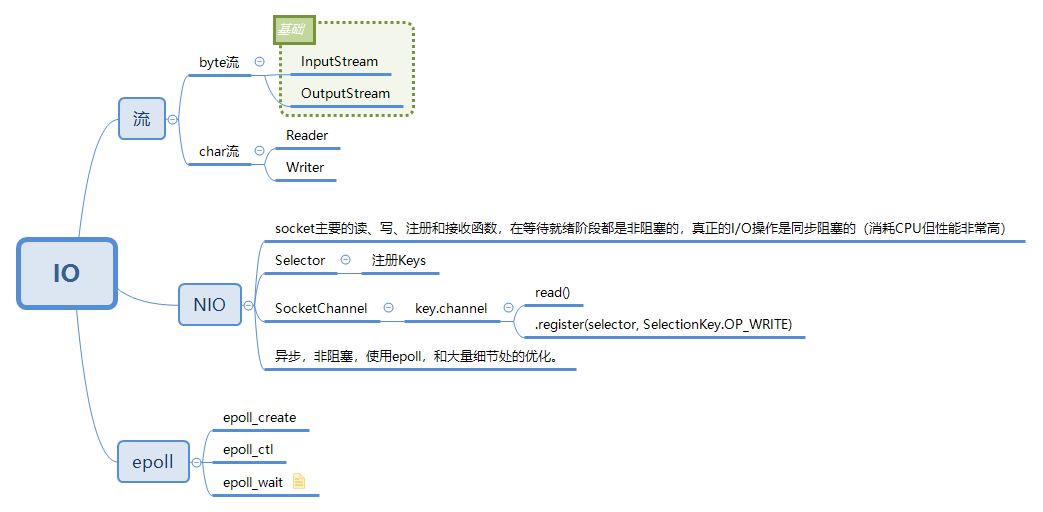 基础
byte流
InputStream
OutputStream
流
char流
Reader
Writer
IO
socket主要的读、写、注册和接收函数，在等待就绪阶段都是非阻塞的，真正的I/O操作是同步阻塞的（消耗CPU但性能非常高）
Selector
注册Keys
NIO
SocketChannel
key.channel
read()
.register(selector, SelectionKey.OP_WRITE)
异步，非阻塞，使用epoll，和大量细节处的优化。
epoll
epoll_create
epoll_ctl
epoll_wait